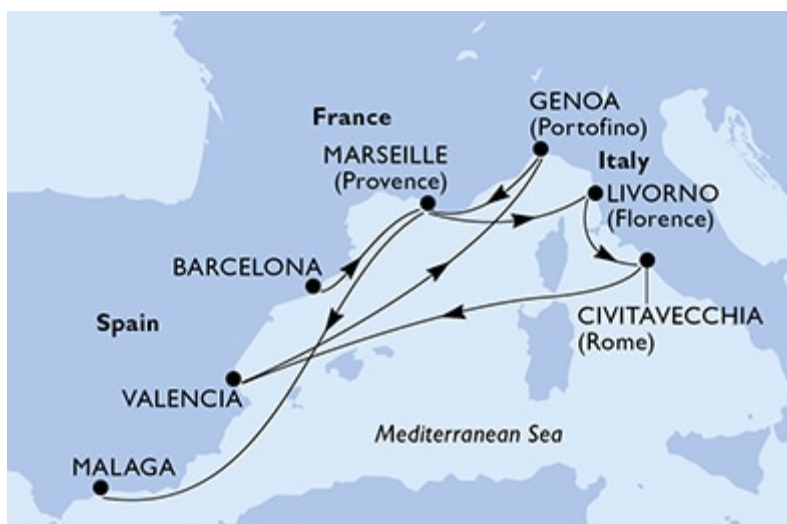 GENOA
(Portofino)
France
MARSEILLE
(Provence)
Italy
LIVORNO
(Florence)
BARCELONA
CIVITAVECCHIA
(Rome)
Spain
VALENCIA
Mediterranean Sea
MALAGA